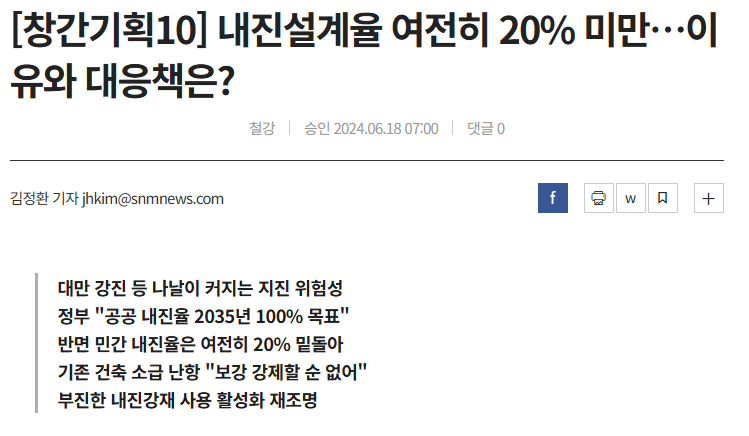 [창간기획10] 내진설계율 여전히 20% 미만…이
유와 대응책은?
철강
승인 2024.06.18 07:00
댓글 0
김정환 기자 jhkim@snmnews.com
f
w
+
대만 강진 등 나날이 커지는 지진 위험성
정부 "공공 내진율 2035년 100% 목표"
반면 민간 내진율은 여전히 20% 밑돌아
기존 건축 소급 난항 "보강 강제할 순 없어"
부진한 내진강재 사용 활성화 재조명